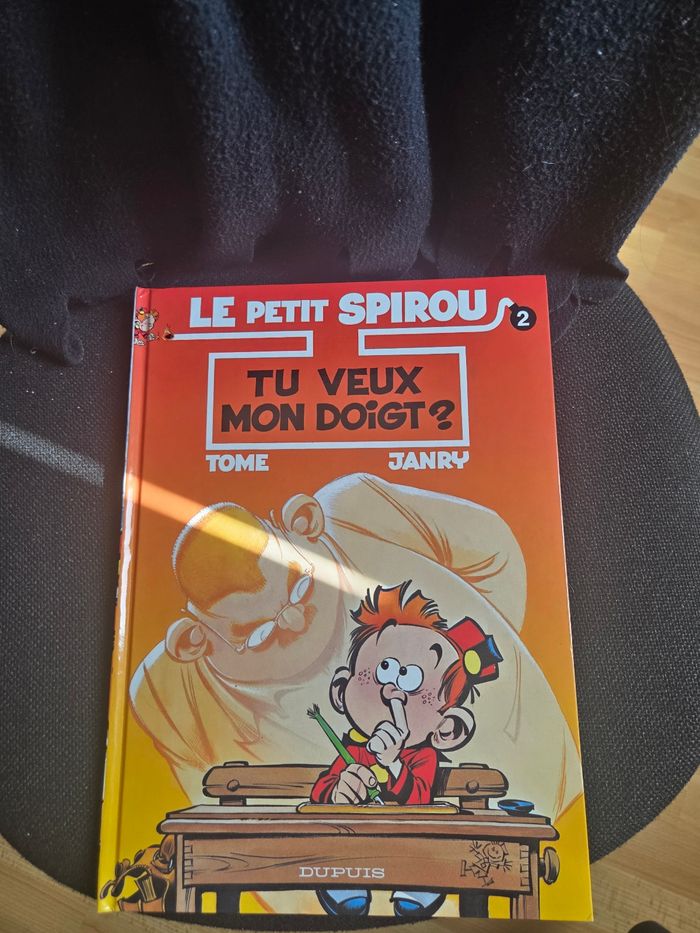 LE PETIT SPIROU
2
TU VEUX
MON DOIGT?
TOME JANRY
DUPUIS